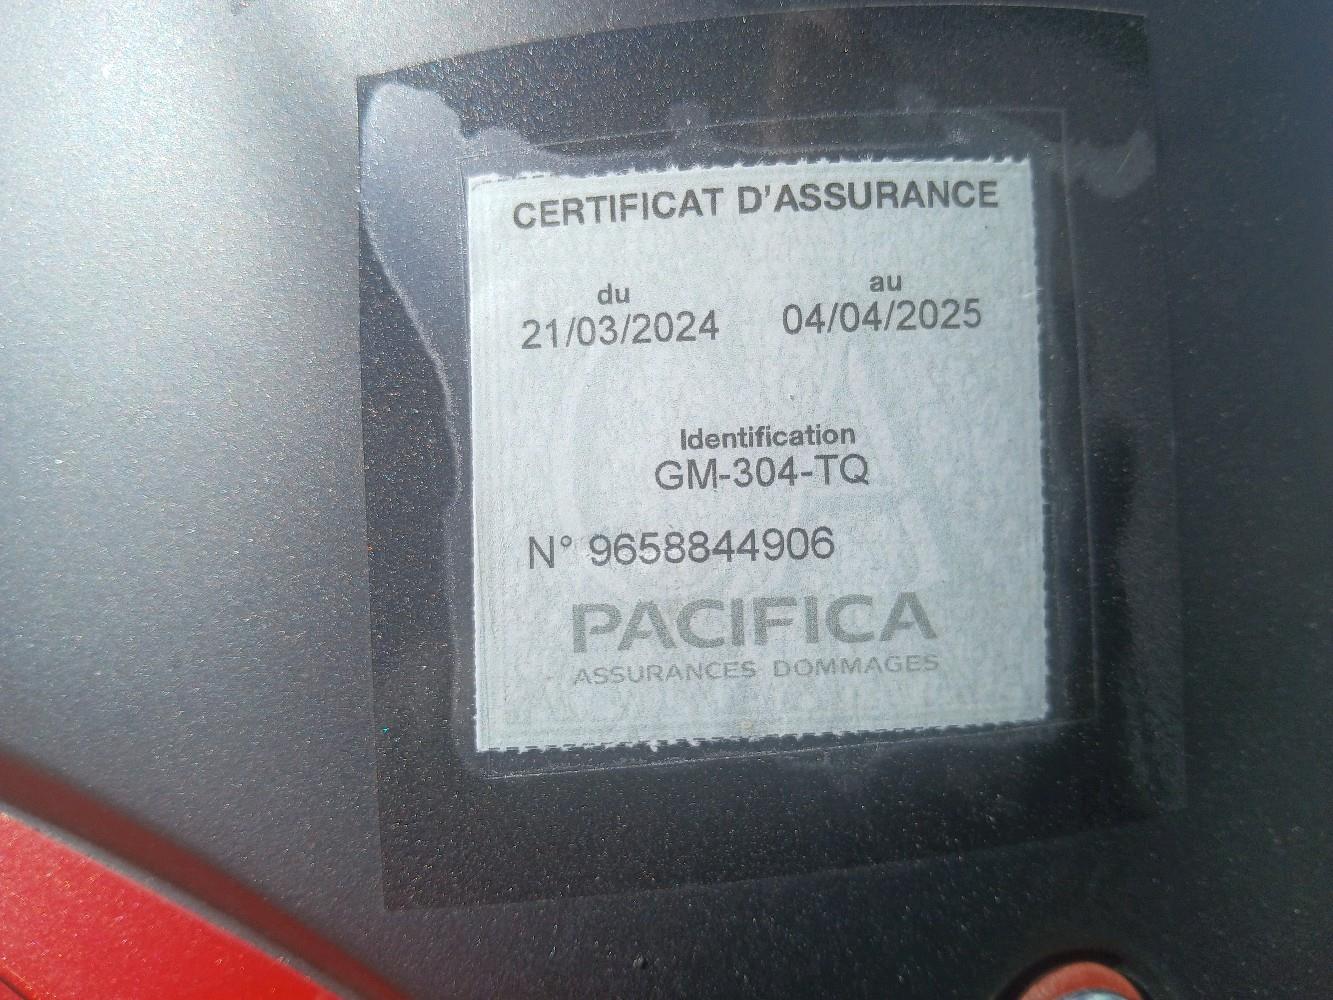 CERTIFICAT D'ASSURANCE
du au
21/03/2024 04/04/2025
Identification
GM-304-TQ
N° 9658844906
PACIFICA
ASSURANCES DOMMAGES